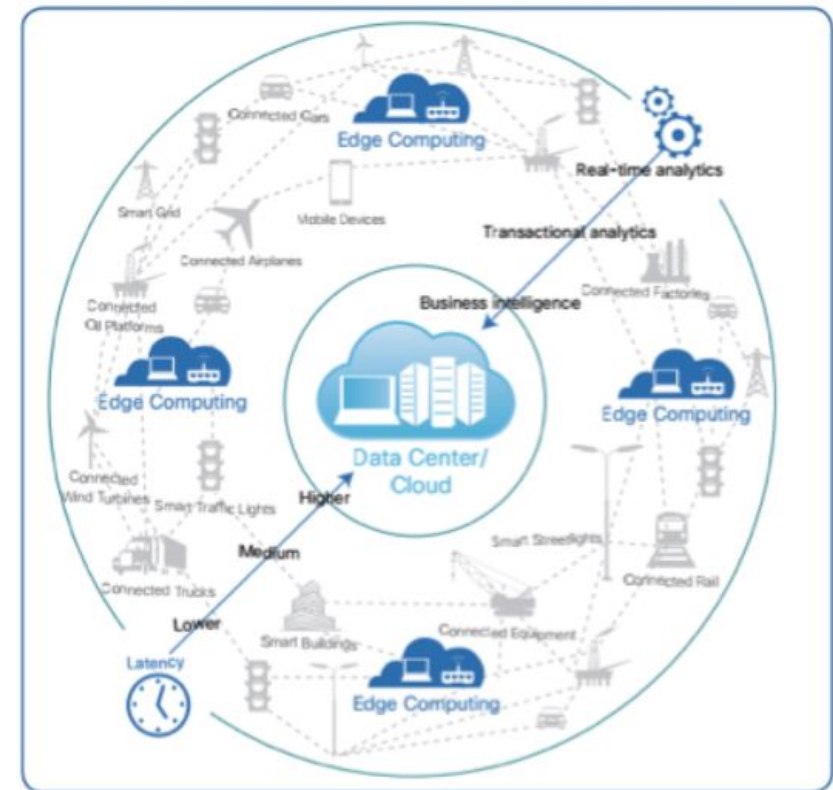 Connected Cars
Edge Computing
Real-time analytics
Smart Grid
Mobile Devices
Transactional analytics
Connected Airplanes
Business intelligence
Connected Factories
Connected
Oil Platforms
Edge Computing
Edge Computing
Data Center/
Cloud
Connected
Wind Turbines
Smart Traffic Lights
Higher
Medium
Smart Streetlights
Connected Rail
Connected Trucks
Lower
Smart Buildings
Connected Equipment
Latency
Edge Computing